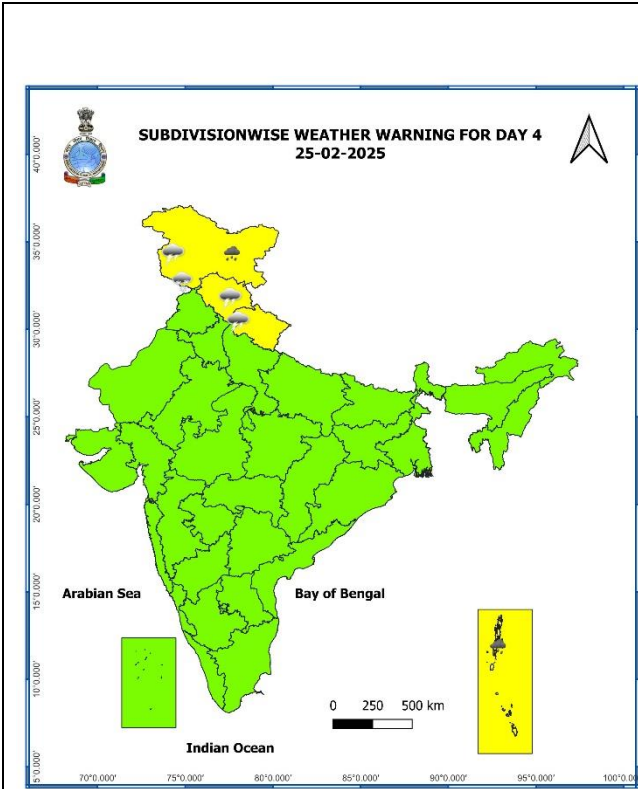 SUBDIVISIONWISE WEATHER WARNING FOR DAY 4
25-02-2025
40°0.000'
35°0.000'
30°0.000'
25°0.000'
20°0.000'
15°0.000'
10°0.000'
5°0.000'
Arabian Sea
Bay of Bengal
0 250 500 km
Indian Ocean
70°0.000' 75°0.000' 80°0.000' 85°0.000' 90°0.000' 95°0.000' 100°0.00